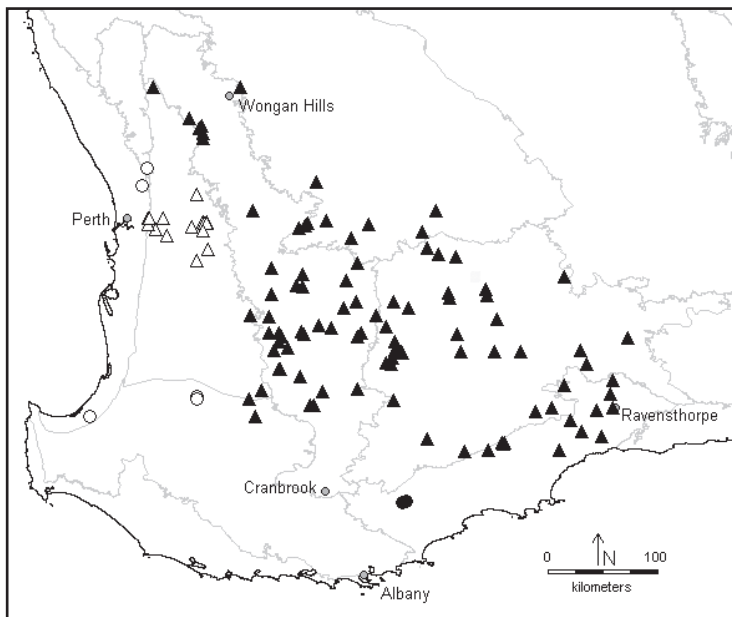 Wongan Hills
Perth
Ravensthorpe
Cranbrook
N
0 100
kilometers
Albany